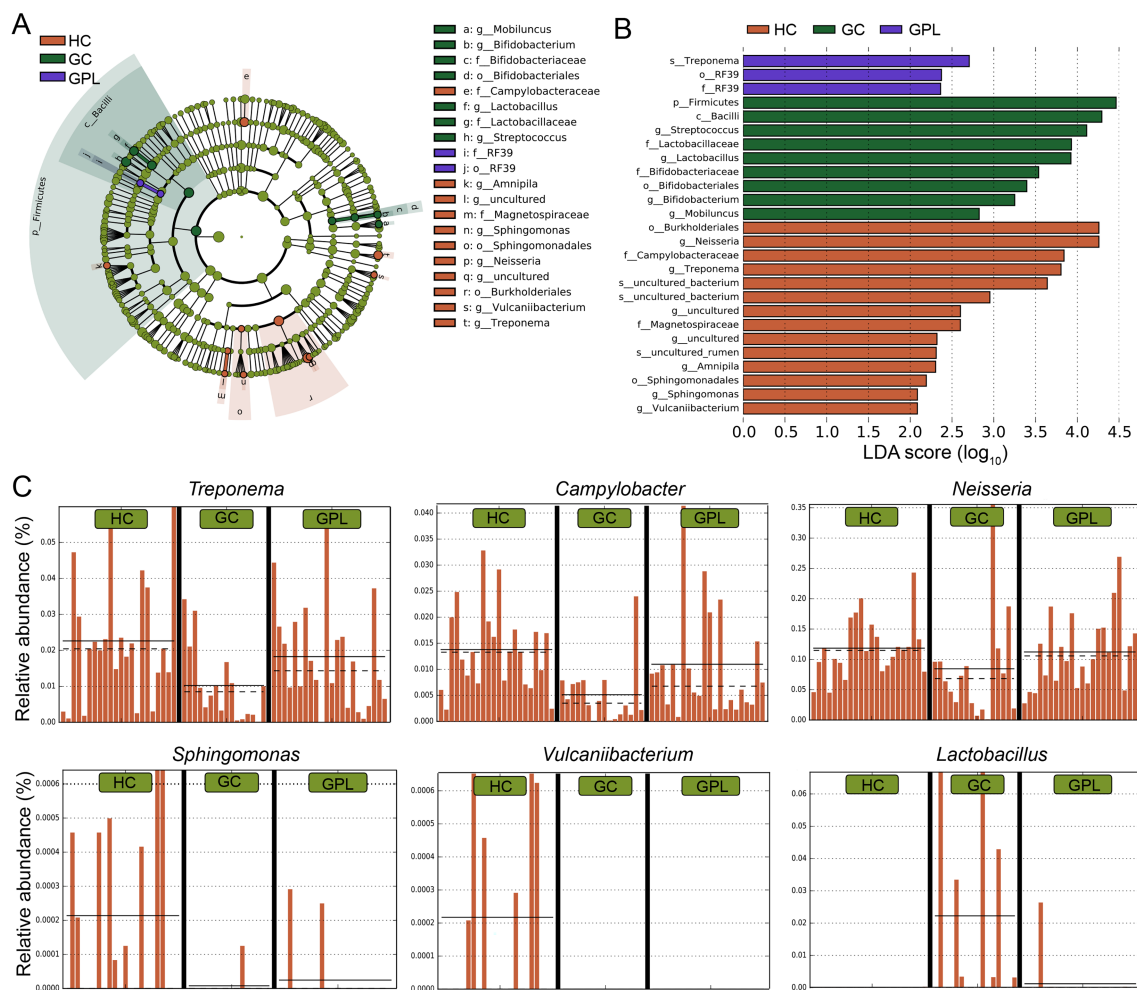 A
HC
GC
GPL
e
c__Bacilli
g
h
f
j
i
p__Firmicutes
d
c
b
a
t
s
k
l
m
n
o
r
q
a: g__Mobiluncus
b: g__Bifidobacterium
c: f__Bifidobacteriaceae
d: o__Bifidobacteriales
e: f__Campylobacteraceae
f: g__Lactobacillus
g: f__Lactobacillaceae
h: g__Streptococcus
i: f__RF39
j: o__RF39
k: g__Amnipila
l: g__uncultured
m: f__Magnetospiraceae
n: g__Sphingomonas
o: o__Sphingomonadales
p: g__Neisseria
q: g__uncultured
r: o__Burkholderiales
s: g__Vulcaniibacterium
t: g__Treponema
B
HC GC GPL
s__Treponema
o__RF39
f__RF39
p__Firmicutes
c__Bacilli
g__Streptococcus
f__Lactobacillaceae
g__Lactobacillus
f__Bifidobacteriaceae
o__Bifidobacteriales
g__Bifidobacterium
g__Mobiluncus
o__Burkholderiales
g__Neisseria
f__Campylobacteraceae
g__Treponema
s__uncultured_bacterium
s__uncultured_bacterium
g__uncultured
f__Magnetospiraceae
g__uncultured
s__uncultured_rumen
g__Amnipila
o__Sphingomonadales
g__Sphingomonas
g__Vulcaniibacterium
0.0 0.5 1.0 1.5 2.0 2.5 3.0 3.5 4.0 4.5
LDA score (log10)
C
Treponema
HC GC GPL
Relative abundance (%)
0.05
0.04
0.03
0.02
0.01
0.00
Campylobacter
HC GC GPL
0.040
0.035
0.030
0.025
0.020
0.015
0.010
0.005
0.000
Neisseria
HC GC GPL
0.35
0.30
0.25
0.20
0.15
0.10
0.05
0.00
Sphingomonas
HC GC GPL
Relative abundance (%)
0.0006
0.0005
0.0004
0.0003
0.0002
0.0001
0.0000
Vulcaniibacterium
HC GC GPL
0.0006
0.0005
0.0004
0.0003
0.0002
0.0001
0.0000
Lactobacillus
HC GC GPL
0.06
0.05
0.04
0.03
0.02
0.01
0.00